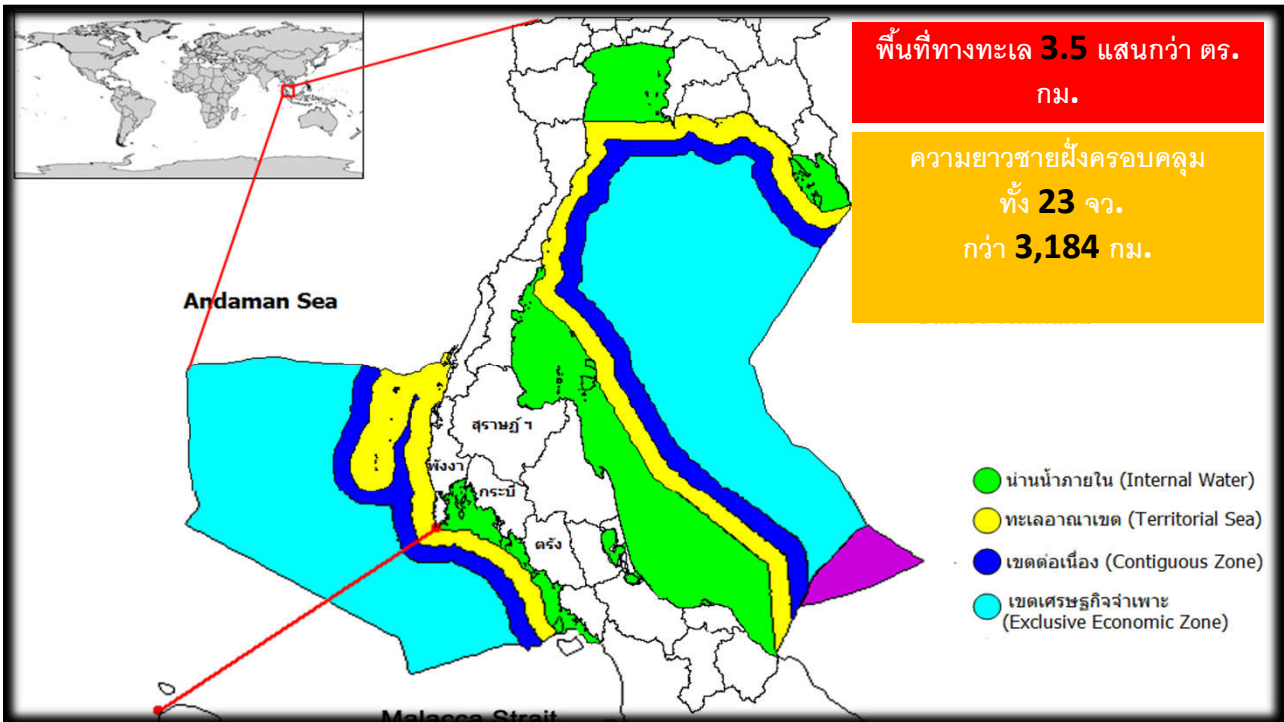 พื้นที่ทางทะเล 3.5 แสนกว่า ตร.
กม.
ความยาวชายฝั่งครอบคลุม
ทั้ง 23 จว.
กว่า 3,184 กม.
Andaman Sea
สุราษฎ์ ฯ
พังงา
กระบี่
ตรัง
น่านน้ำภายใน (Internal Water)
ทะเลอาณาเขต (Territorial Sea)
เขตต่อเนื่อง (Contiguous Zone)
เขตเศรษฐกิจจำเพาะ
(Exclusive Economic Zone)
Malacca Strait